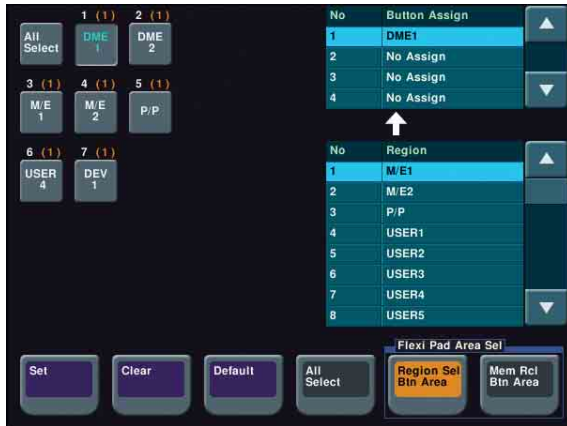 1 (1) 2 (1)
All Select DME 1 DME 2
3 (1) 4 (1) 5 (1)
M/E 1 M/E 2 P/P
6 (1) 7 (1)
USER 4 DEV 1
No Button Assign
1 DME1
2 No Assign
3 No Assign
4 No Assign
No Region
1 M/E1
2 M/E2
3 P/P
4 USER1
5 USER2
6 USER3
7 USER4
8 USER5
Flexi Pad Area Sel
Set Clear Default All Select Region Sel Btn Area Mem Rcl Btn Area